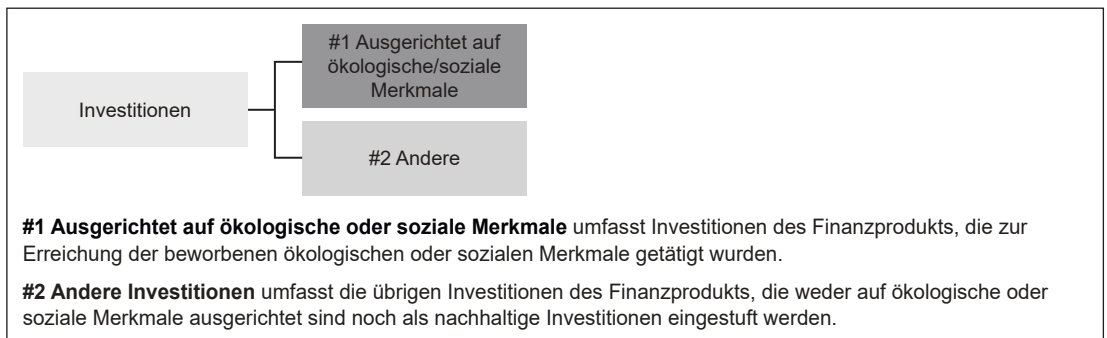 #1 Ausgerichtet auf
ökologische/soziale
Merkmale
Investitionen
#2 Andere
#1 Ausgerichtet auf ökologische oder soziale Merkmale umfasst Investitionen des Finanzprodukts, die zur
Erreichung der beworbenen ökologischen oder sozialen Merkmale getätigt wurden.
#2 Andere Investitionen umfasst die übrigen Investitionen des Finanzprodukts, die weder auf ökologische oder
soziale Merkmale ausgerichtet sind noch als nachhaltige Investitionen eingestuft werden.